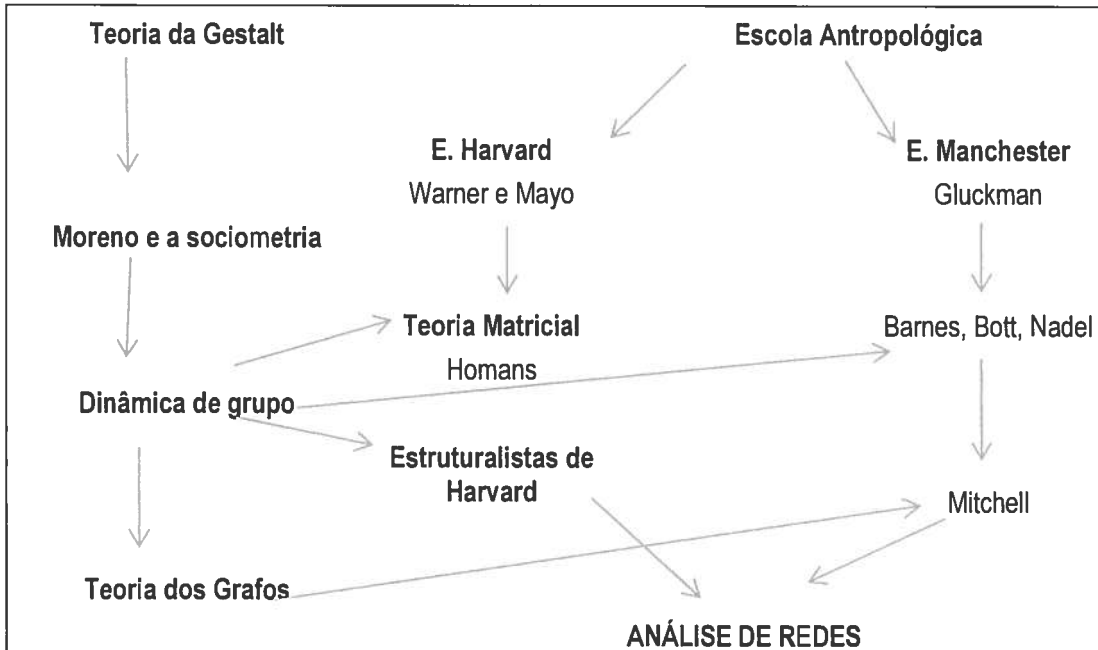 Teoria da Gestalt
Escola Antropológica
E. Harvard
Warner e Mayo
E. Manchester
Gluckman
Moreno e a sociometria
Teoria Matricial
Homans
Barnes, Bott, Nadel
Dinâmica de grupo
Estruturalistas de
Harvard
Mitchell
Teoria dos Grafos
ANÁLISE DE REDES